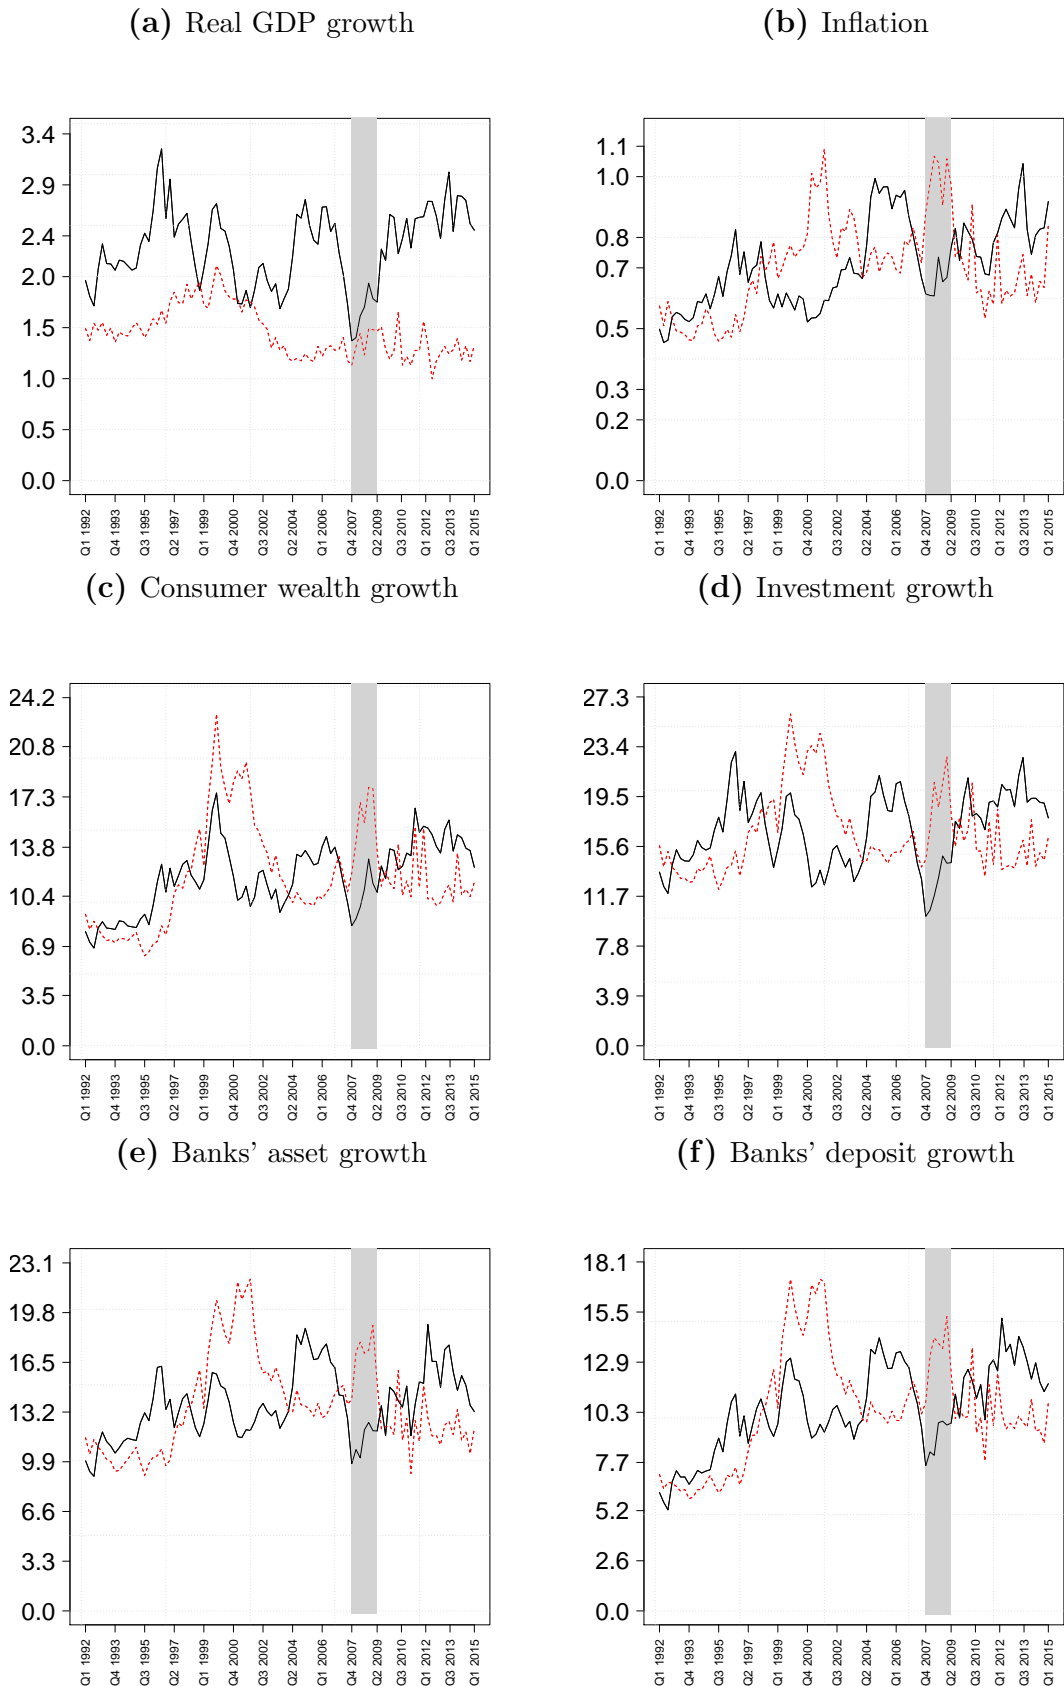 (a) Real GDP growth
(b) Inflation
3.4
2.9
2.4
2.0
1.5
1.0
0.5
0.0
Q1 1992
Q4 1993
Q3 1995
Q2 1997
Q1 1999
Q4 2000
Q3 2002
Q2 2004
Q1 2006
Q4 2007
Q2 2009
Q3 2010
Q1 2012
Q3 2013
Q1 2015
1.1
1.0
0.8
0.7
0.5
0.3
0.2
0.0
Q1 1992
Q4 1993
Q3 1995
Q2 1997
Q1 1999
Q4 2000
Q3 2002
Q2 2004
Q1 2006
Q4 2007
Q2 2009
Q3 2010
Q1 2012
Q3 2013
Q1 2015
(c) Consumer wealth growth
(d) Investment growth
24.2
20.8
17.3
13.8
10.4
6.9
3.5
0.0
Q1 1992
Q4 1993
Q3 1995
Q2 1997
Q1 1999
Q4 2000
Q3 2002
Q2 2004
Q1 2006
Q4 2007
Q2 2009
Q3 2010
Q1 2012
Q3 2013
Q1 2015
27.3
23.4
19.5
15.6
11.7
7.8
3.9
0.0
Q1 1992
Q4 1993
Q3 1995
Q2 1997
Q1 1999
Q4 2000
Q3 2002
Q2 2004
Q1 2006
Q4 2007
Q2 2009
Q3 2010
Q1 2012
Q3 2013
Q1 2015
(e) Banks' asset growth
(f) Banks' deposit growth
23.1
19.8
16.5
13.2
9.9
6.6
3.3
0.0
Q1 1992
Q4 1993
Q3 1995
Q2 1997
Q1 1999
Q4 2000
Q3 2002
Q2 2004
Q1 2006
Q4 2007
Q2 2009
Q3 2010
Q1 2012
Q3 2013
Q1 2015
18.1
15.5
12.9
10.3
7.7
5.2
2.6
0.0
Q1 1992
Q4 1993
Q3 1995
Q2 1997
Q1 1999
Q4 2000
Q3 2002
Q2 2004
Q1 2006
Q4 2007
Q2 2009
Q3 2010
Q1 2012
Q3 2013
Q1 2015